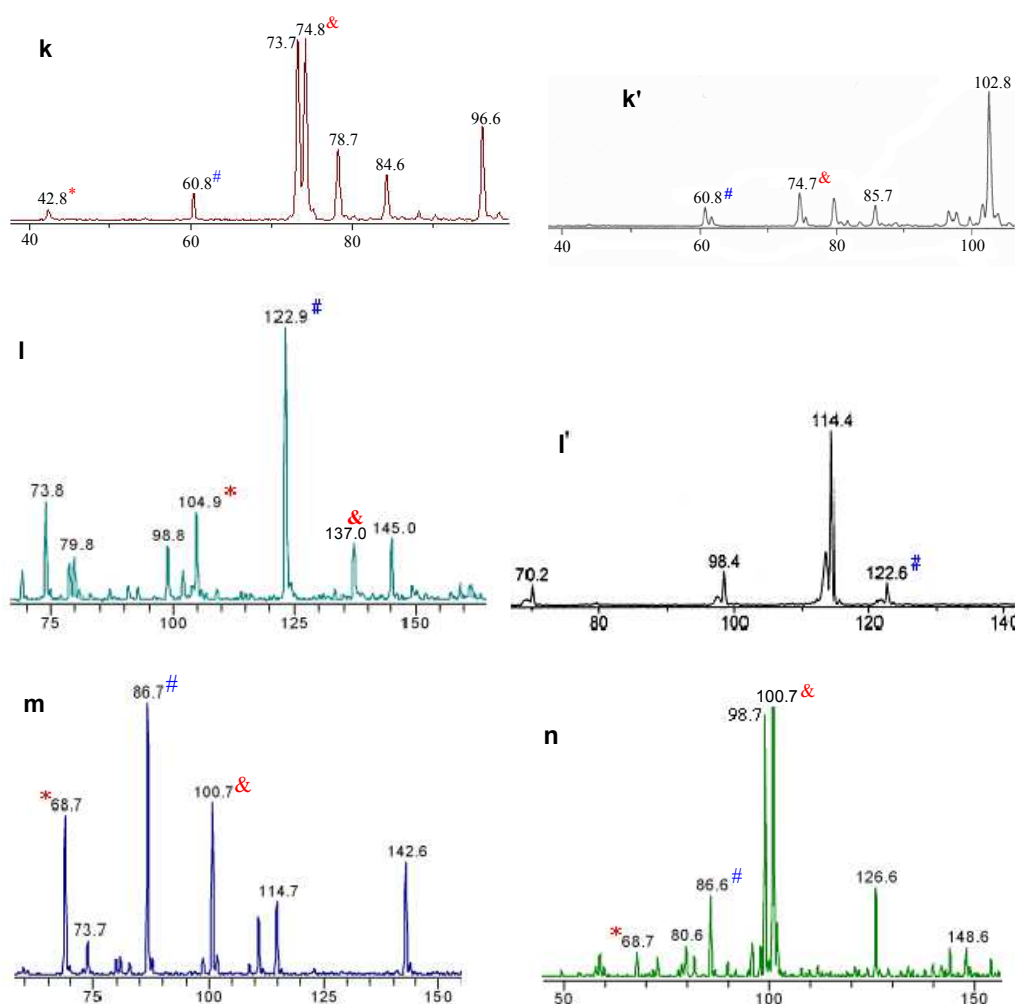 k
73.7 74.8 &
42.8 *
60.8 #
78.7
84.6
96.6
40 60 80
k'
102.8
60.8 #
74.7 &
85.7
40 60 80 100
l
122.9 #
73.8
79.8
98.8
104.9 *
&
137.0
145.0
75 100 125 150
l'
114.4
70.2
98.4
122.6 #
80 100 120 140
m
86.7 #
* 68.7
73.7
100.7 &
114.7
142.6
75 100 125 150
n
98.7
100.7 &
* 68.7
80.6
86.6 #
126.6
148.6
50 100 150